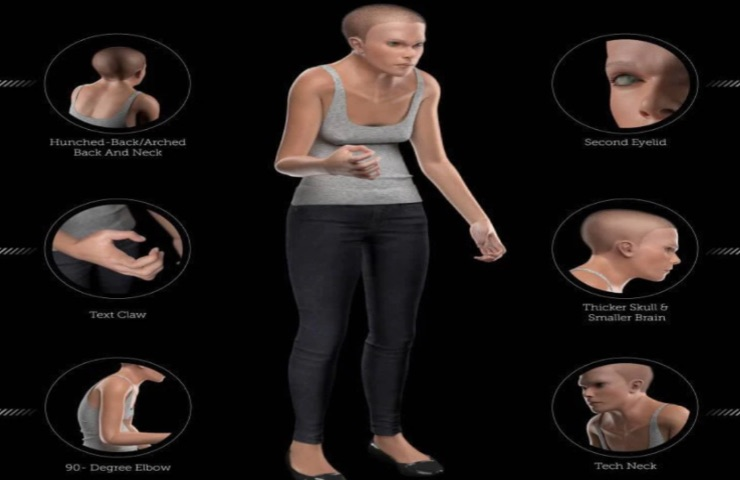 Hunched-Back/Arched
Back And Neck
Second Eyelid
Text Claw
Thicker Skull &
Smaller Brain
90- Degree Elbow
Tech Neck